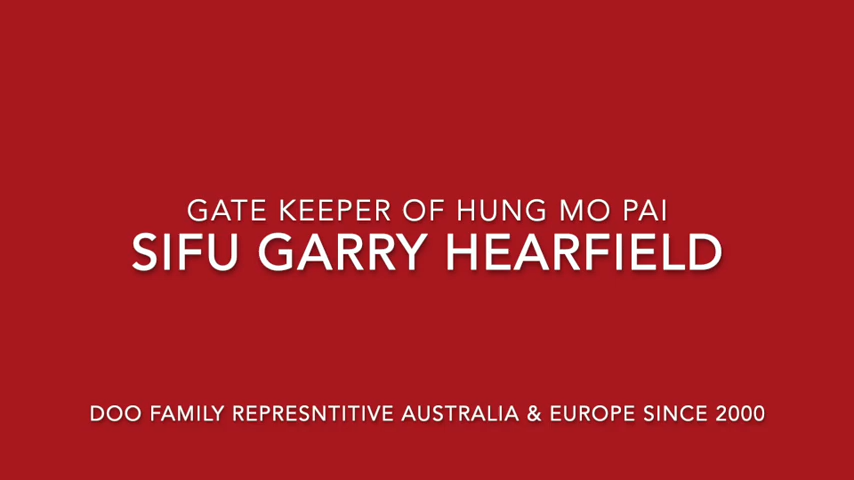 GATE KEEPER OF HUNG MO PAI
SIFU GARRY HEARFIELD
DOO FAMILY REPRESNTITIVE AUSTRALIA & EUROPE SINCE 2000